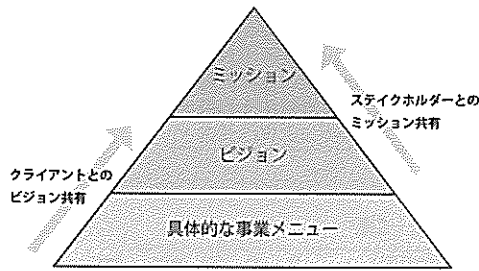 ミッション
ステイクホルダーとの
ミッション共有
ビジョン
クライアントとの
ビジョン共有
具体的な事業メニュー